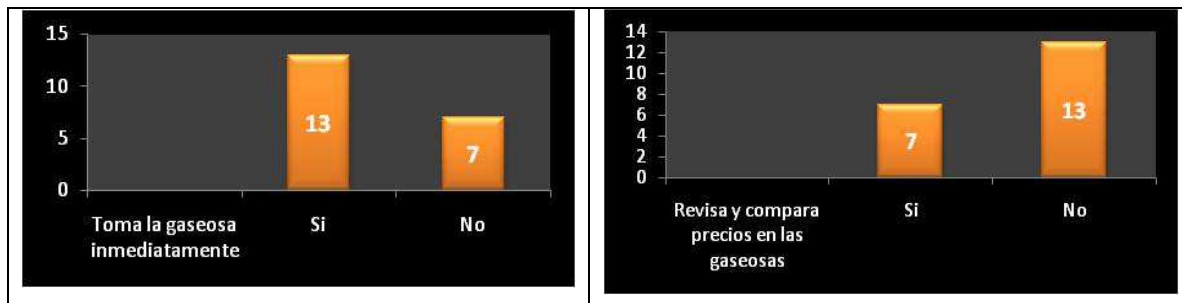 15
10
5
0
13
7
Toma la gaseosa
inmediatamente
Si
No
14
12
10
8
6
4
2
0
7
13
Revisa y compara
precios en las
gaseosas
Si
No